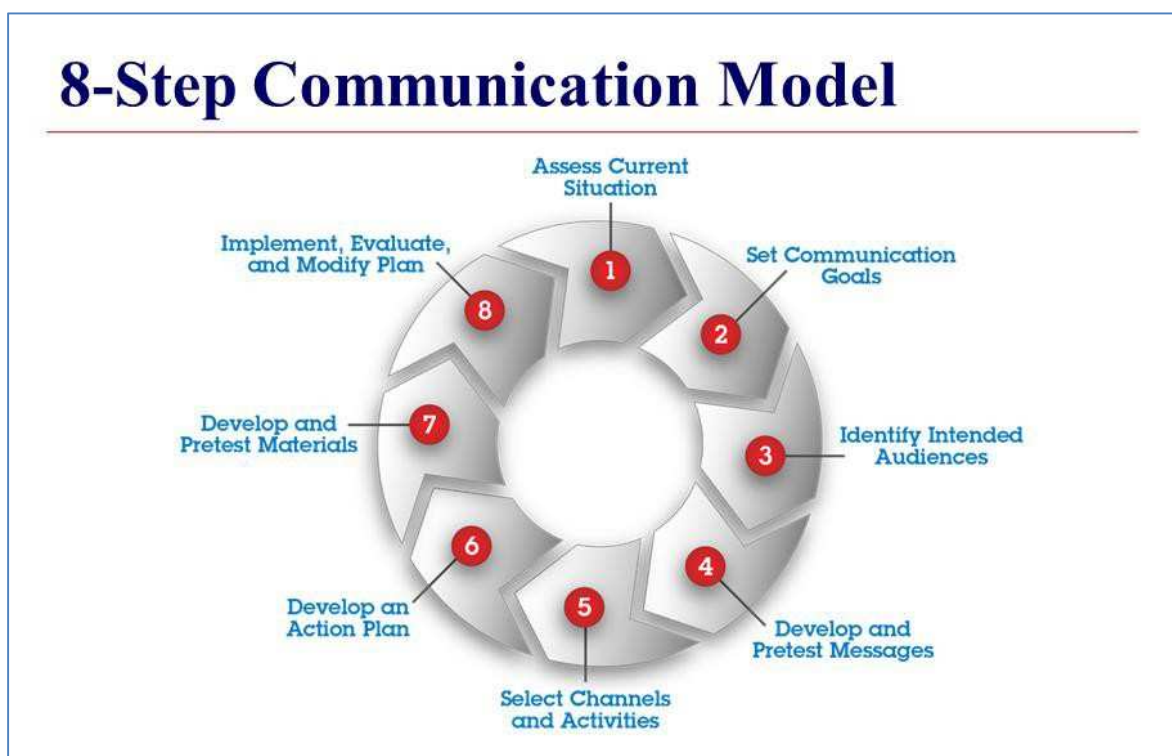 8-Step Communication Model
Assess Current
Situation
1
Set Communication
Goals
2
Identify Intended
Audiences
3
Develop and
Pretest Messages
4
Select Channels
and Activities
5
Develop an
Action Plan
6
Develop and
Pretest Materials
7
Implement, Evaluate,
and Modify Plan
8